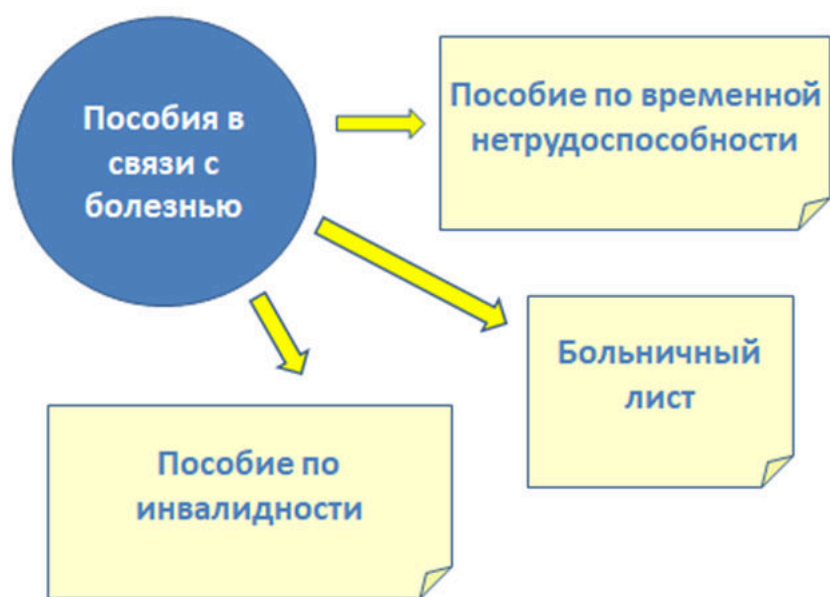 Пособия в
связи с
болезнью
Пособие по временной
нетрудоспособности
Больничный
лист
Пособие по
инвалидности